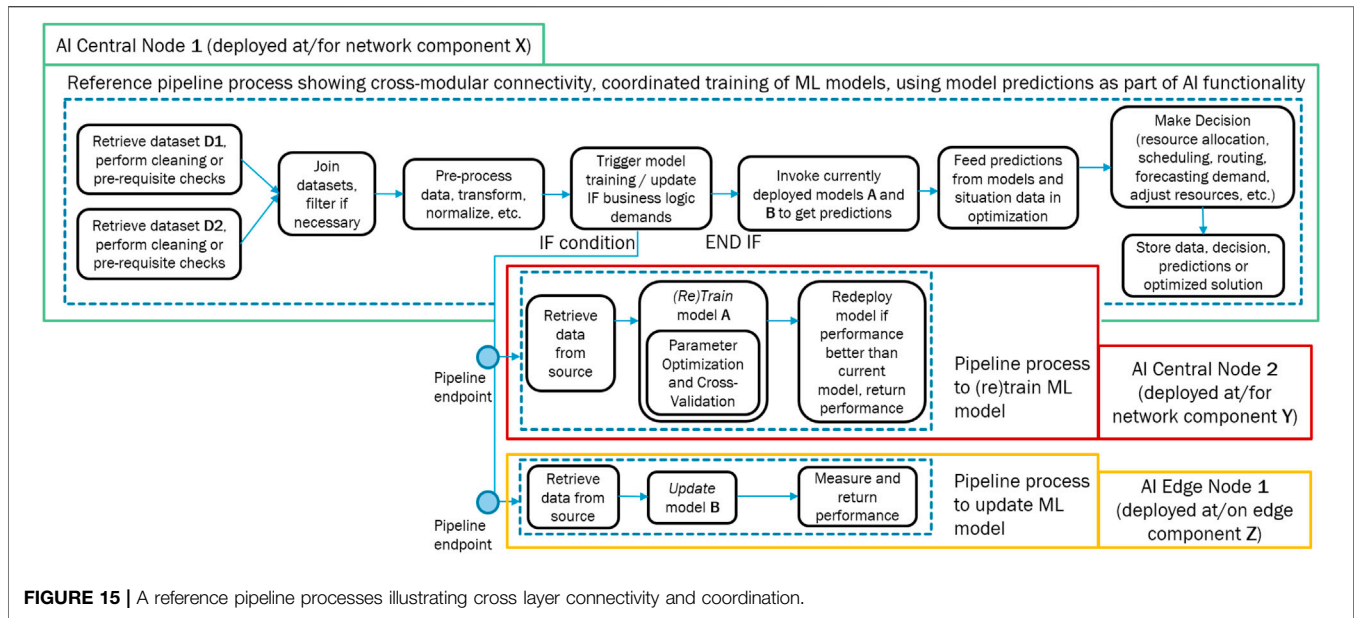 AI Central Node 1 (deployed at/for network component X)
Reference pipeline process showing cross-modular connectivity, coordinated training of ML models, using model predictions as part of AI functionality
Retrieve dataset D1,
perform cleaning or
pre-requisite checks
Retrieve dataset D2,
perform cleaning or
pre-requisite checks
Join
datasets,
filter if
necessary
Pre-process
data, transform,
normalize, etc.
Trigger model
training / update
IF business logic
demands
Invoke currently
deployed models A and
B to get predictions
Feed predictions
from models and
situation data in
optimization
Make Decision
(resource allocation,
scheduling, routing,
forecasting demand,
adjust resources, etc.)
Store data, decision,
predictions or
optimized solution
IF condition
END IF
Pipeline
endpoint
Retrieve
data
from
source
(Re)Train
model A
Parameter
Optimization
and Cross-
Validation
Redeploy
model if
performance
better than
current
model, return
performance
Pipeline process
to (re)train ML
model
AI Central Node 2
(deployed at/for
network component Y)
Pipeline
endpoint
Retrieve
data from
source
Update
model B
Measure and
return
performance
Pipeline process
to update ML
model
AI Edge Node 1
(deployed at/on edge
component Z)
FIGURE 15 | A reference pipeline processes illustrating cross layer connectivity and coordination.